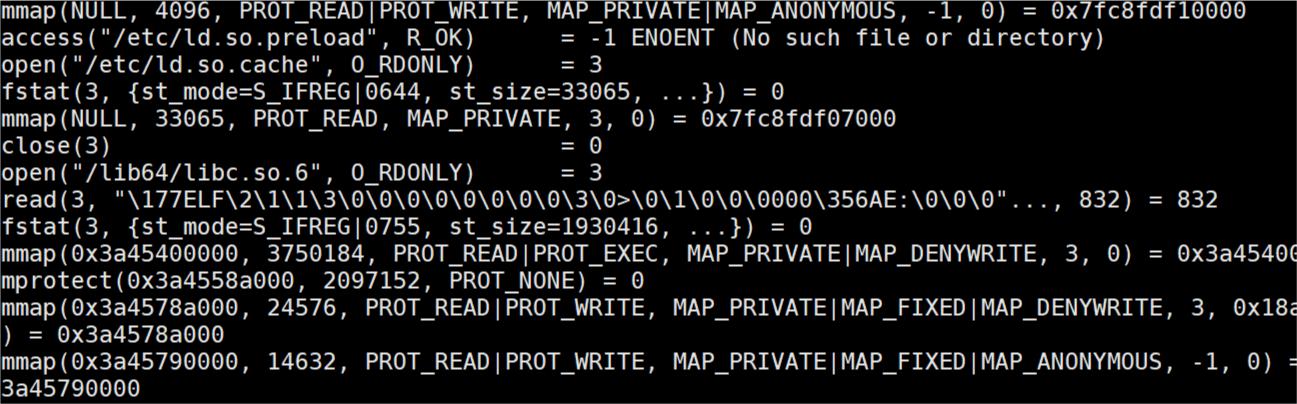 mmap(NULL, 4096, PROT_READ|PROT_WRITE, MAP_PRIVATE|MAP_ANONYMOUS, -1, 0) = 0x7fc8fdf10000
access("/etc/ld.so.preload", R_OK)      = -1 ENOENT (No such file or directory)
open("/etc/ld.so.cache", O_RDONLY)      = 3
fstat(3, {st_mode=S_IFREG|0644, st_size=33065, ...}) = 0
mmap(NULL, 33065, PROT_READ, MAP_PRIVATE, 3, 0) = 0x7fc8fdf07000
close(3)                                = 0
open("/lib64/libc.so.6", O_RDONLY)      = 3
read(3, "\177ELF\2\1\1\3\0\0\0\0\0\0\0\0\3\0>\0\1\0\0\0000\356AE:\0\0\0"..., 832) = 832
fstat(3, {st_mode=S_IFREG|0755, st_size=1930416, ...}) = 0
mmap(0x3a45400000, 3750184, PROT_READ|PROT_EXEC, MAP_PRIVATE|MAP_DENYWRITE, 3, 0) = 0x3a45400
mprotect(0x3a4558a000, 2097152, PROT_NONE) = 0
mmap(0x3a4578a000, 24576, PROT_READ|PROT_WRITE, MAP_PRIVATE|MAP_FIXED|MAP_DENYWRITE, 3, 0x18a
) = 0x3a4578a000
mmap(0x3a45790000, 14632, PROT_READ|PROT_WRITE, MAP_PRIVATE|MAP_FIXED|MAP_ANONYMOUS, -1, 0) =
3a45790000